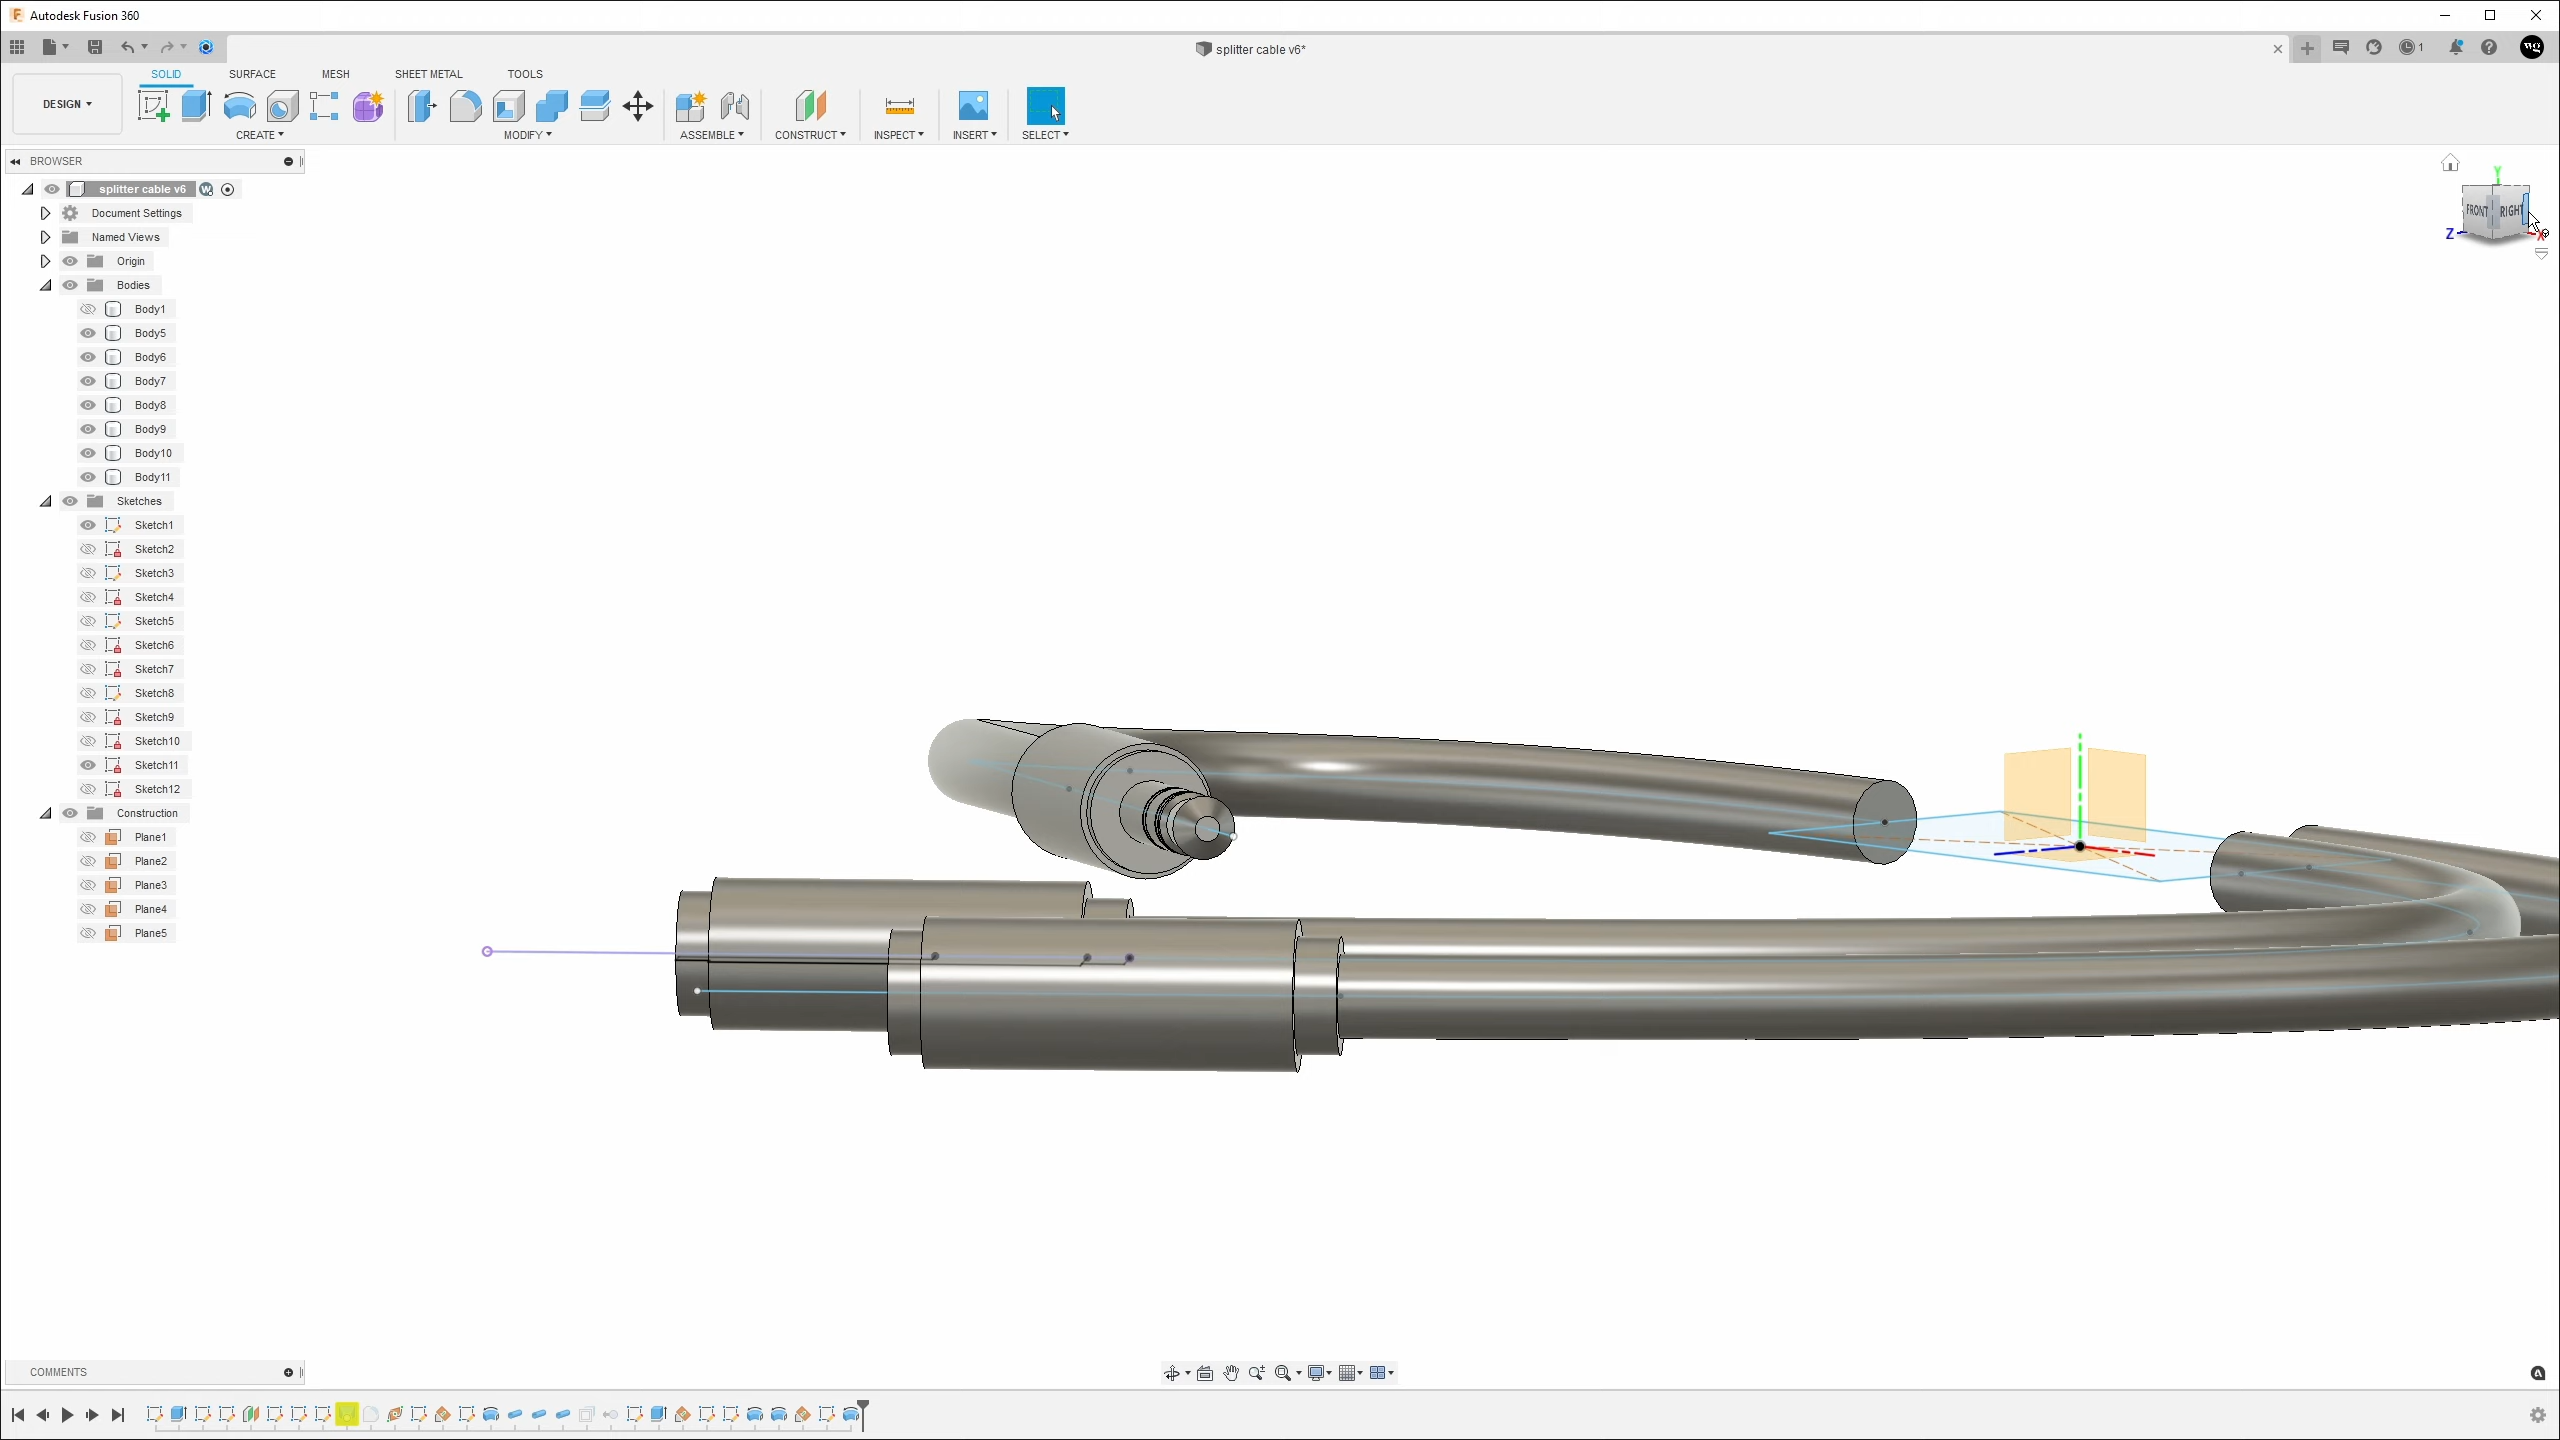 Autodesk Fusion 360
splitter cable v6*
1
wg
DESIGN
SOLID
SURFACE
MESH
SHEET METAL
TOOLS
CREATE
MODIFY
ASSEMBLE
CONSTRUCT
INSPECT
INSERT
SELECT
BROWSER
splitter cable v6
W
Document Settings
Named Views
Origin
Bodies
Body1
Body5
Body6
Body7
Body8
Body9
Body10
Body11
Sketches
Sketch1
Sketch2
Sketch3
Sketch4
Sketch5
Sketch6
Sketch7
Sketch8
Sketch9
Sketch10
Sketch11
Sketch12
Construction
Plane1
Plane2
Plane3
Plane4
Plane5
Y
FRONT
RIGHT
Z
X
COMMENTS